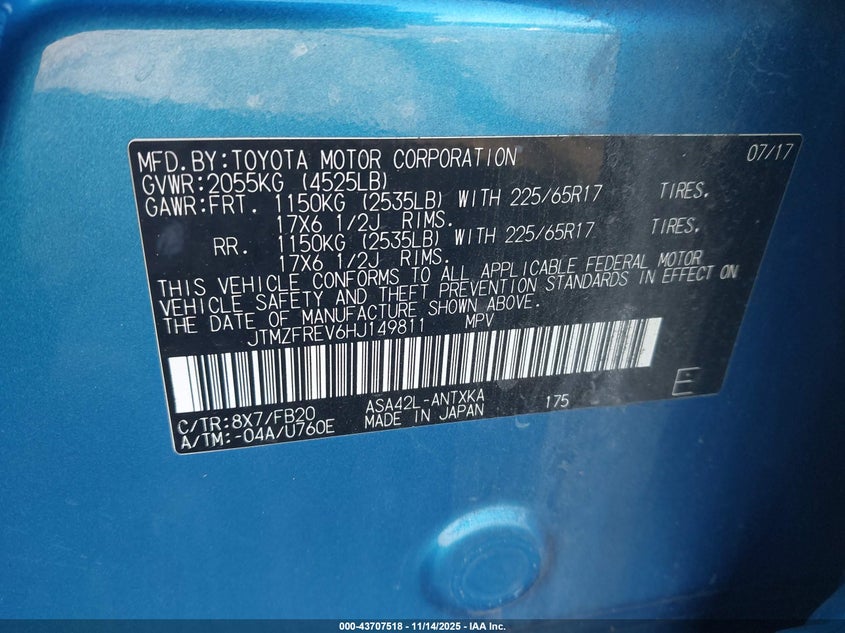 MFD.BY:TOYOTA MOTOR CORPORATION 07/17
GVWR:2055KG (4525LB)
GAWR:FRT. 1150KG (2535LB) WITH 225/65R17 TIRES,
17X6 1/2J RIMS.
RR. 1150KG (2535LB) WITH 225/65R17 TIRES,
17X6 1/2J RIMS.
THIS VEHICLE CONFORMS TO ALL APPLICABLE FEDERAL MOTOR
VEHICLE SAFETY AND THEFT PREVENTION STANDARDS IN EFFECT ON
THE DATE OF MANUFACTURE SHOWN ABOVE.
JTMZFREV6HJ149811 MPV
C/TR:8X7/FB20 ASA42L-ANTXKA 175 E
A/TM:-04A/U760E MADE IN JAPAN
000-43707518 - 11/14/2025 - IAA Inc.